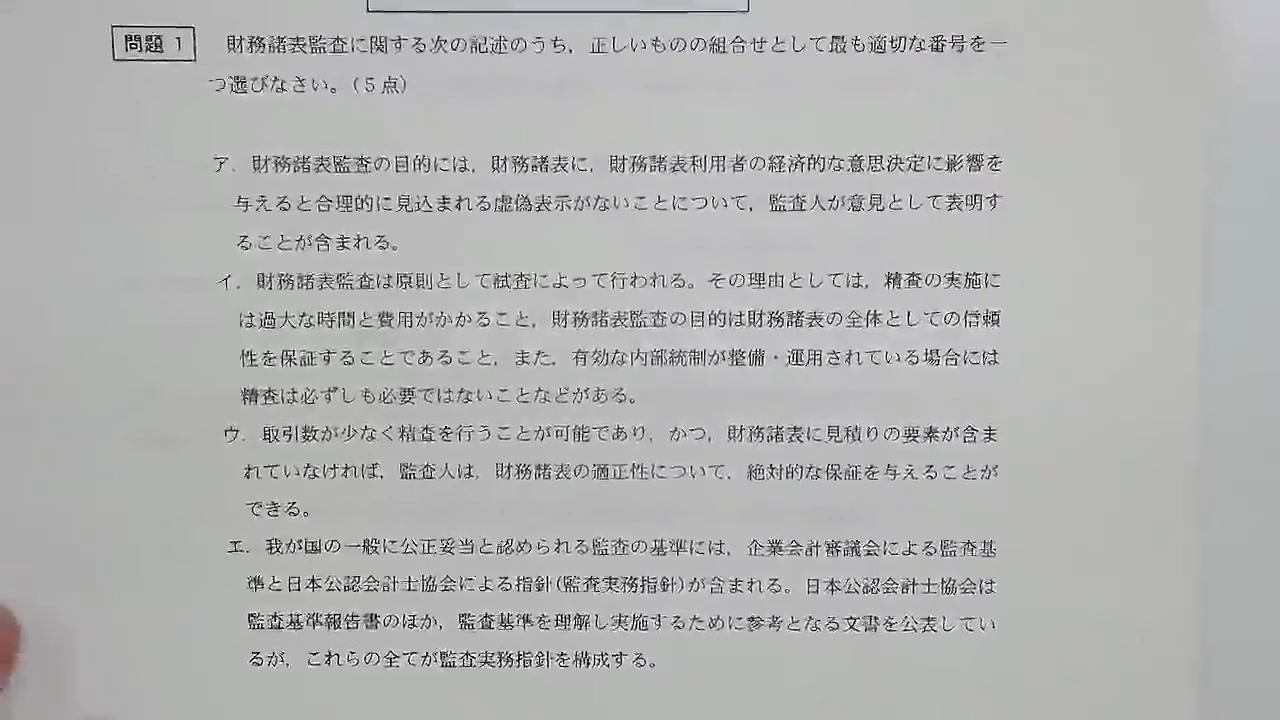 問題 1 財務諸表監査に関する次の記述のうち，正しいものの組合せとして最も適切な番号を一
つ選びなさい。（5点）
ア．財務諸表監査の目的には，財務諸表に，財務諸表利用者の経済的な意思決定に影響を
与えると合理的に見込まれる虚偽表示がないことについて，監査人が意見として表明す
ることが含まれる。
イ．財務諸表監査は原則として試査によって行われる。その理由としては，精査の実施に
は過大な時間と費用がかかること，財務諸表監査の目的は財務諸表の全体としての信頼
性を保証することであること，また，有効な内部統制が整備・運用されている場合には
精査は必ずしも必要ではないことなどがある。
ウ．取引数が少なく精査を行うことが可能であり，かつ，財務諸表に見積りの要素が含ま
れていなければ，監査人は，財務諸表の適正性について，絶対的な保証を与えることが
できる。
エ．我が国の一般に公正妥当と認められる監査の基準には，企業会計審議会による監査基
準と日本公認会計士協会による指針（監査実務指針）が含まれる。日本公認会計士協会は
監査基準報告書のほか，監査基準を理解し実施するために参考となる文書を公表してい
るが，これらの全てが監査実務指針を構成する。